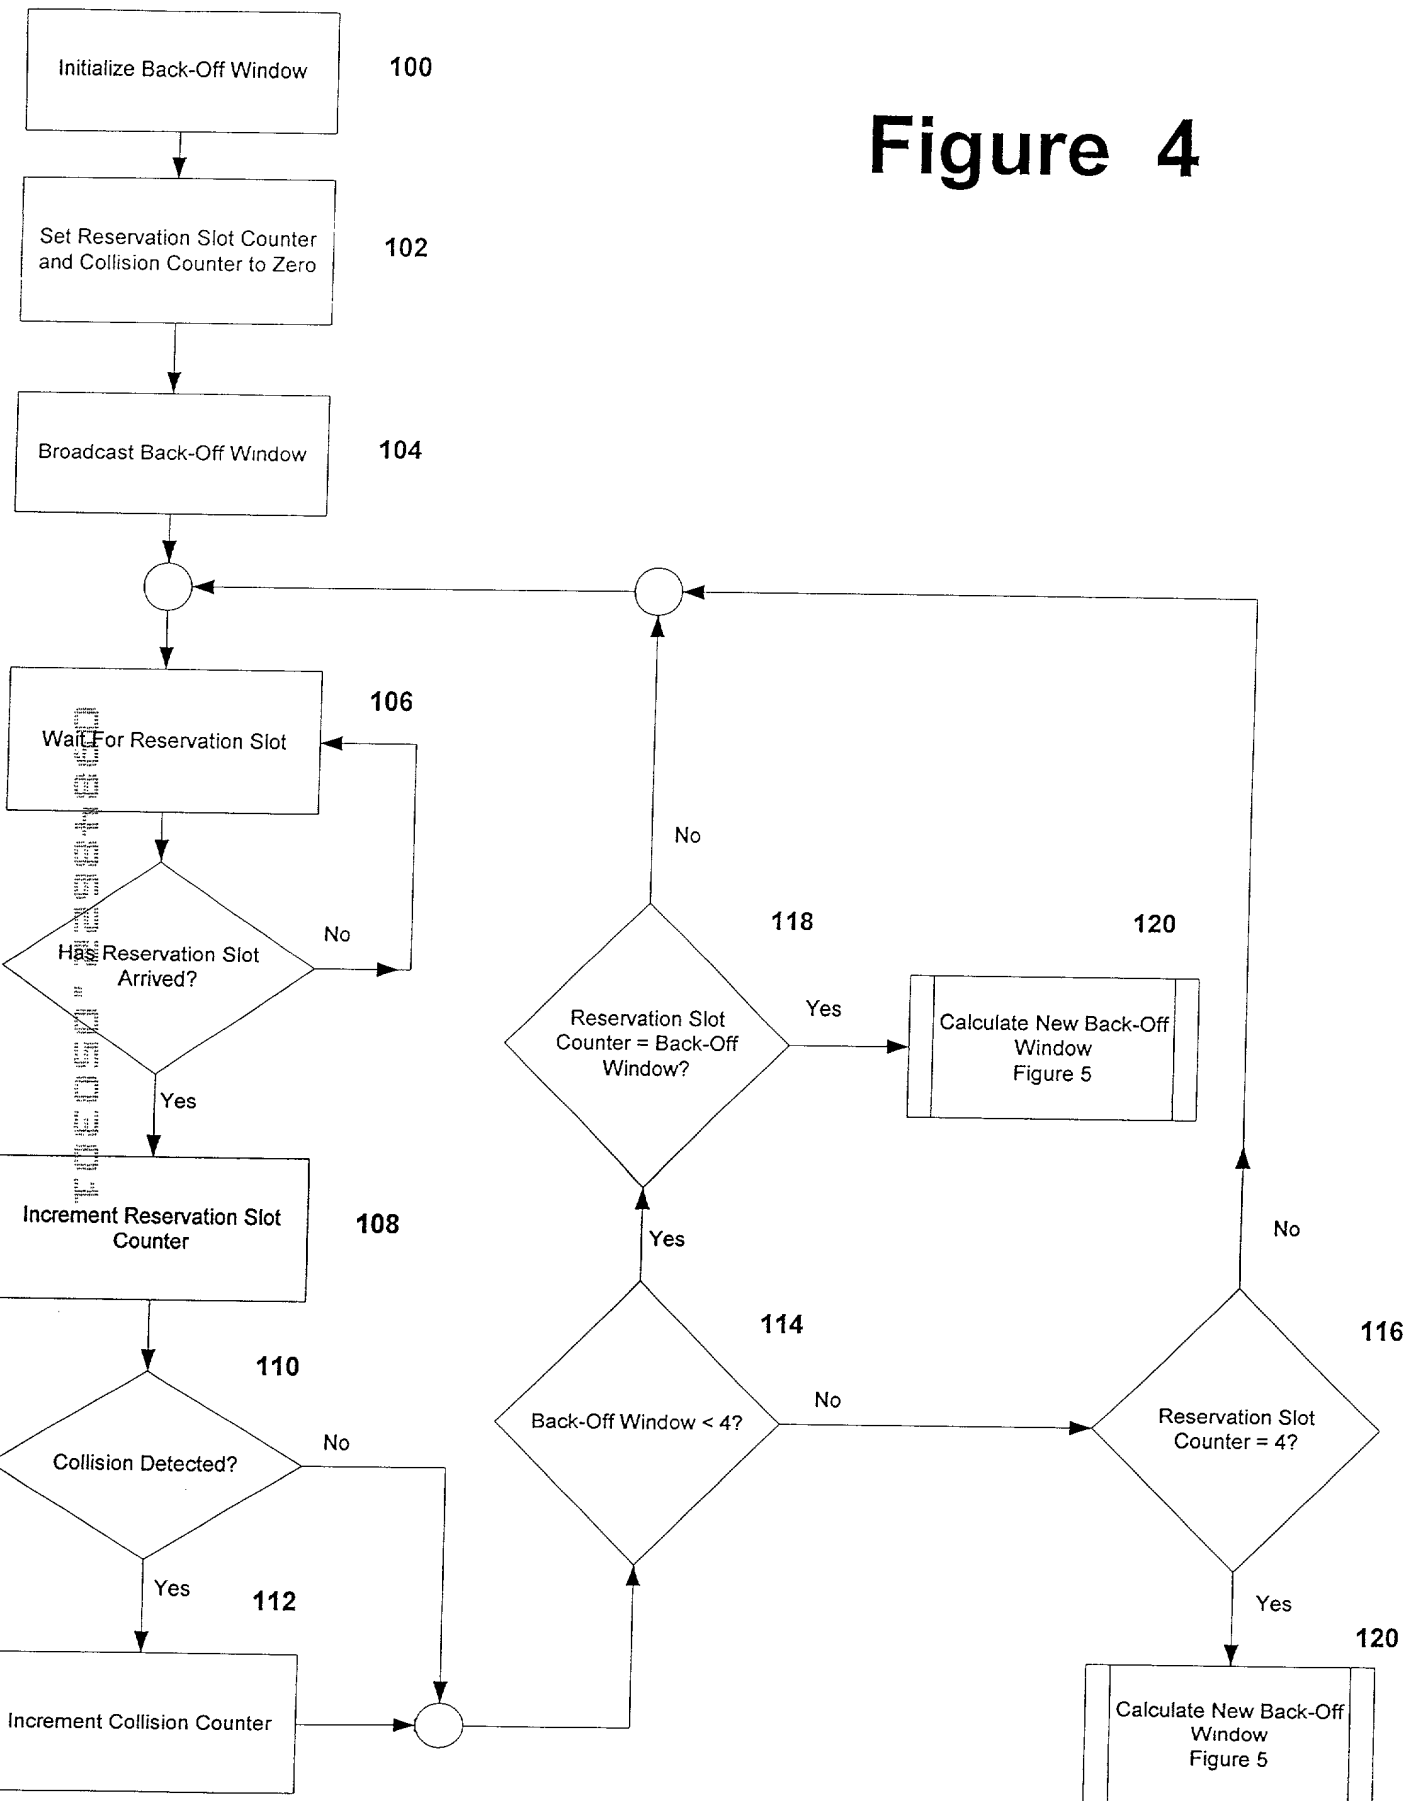 Initialize Back-Off Window
100
Figure 4
Set Reservation Slot Counter
and Collision Counter to Zero
102
Broadcast Back-Off Window
104
Wait For Reservation Slot
106
Has Reservation Slot
Arrived?
No
Yes
Increment Reservation Slot
Counter
108
110
Collision Detected?
No
Yes
112
Increment Collision Counter
No
118
Reservation Slot
Counter = Back-Off
Window?
Yes
120
Calculate New Back-Off
Window
Figure 5
Yes
114
Back-Off Window < 4?
No
No
116
Reservation Slot
Counter = 4?
Yes
120
Calculate New Back-Off
Window
Figure 5